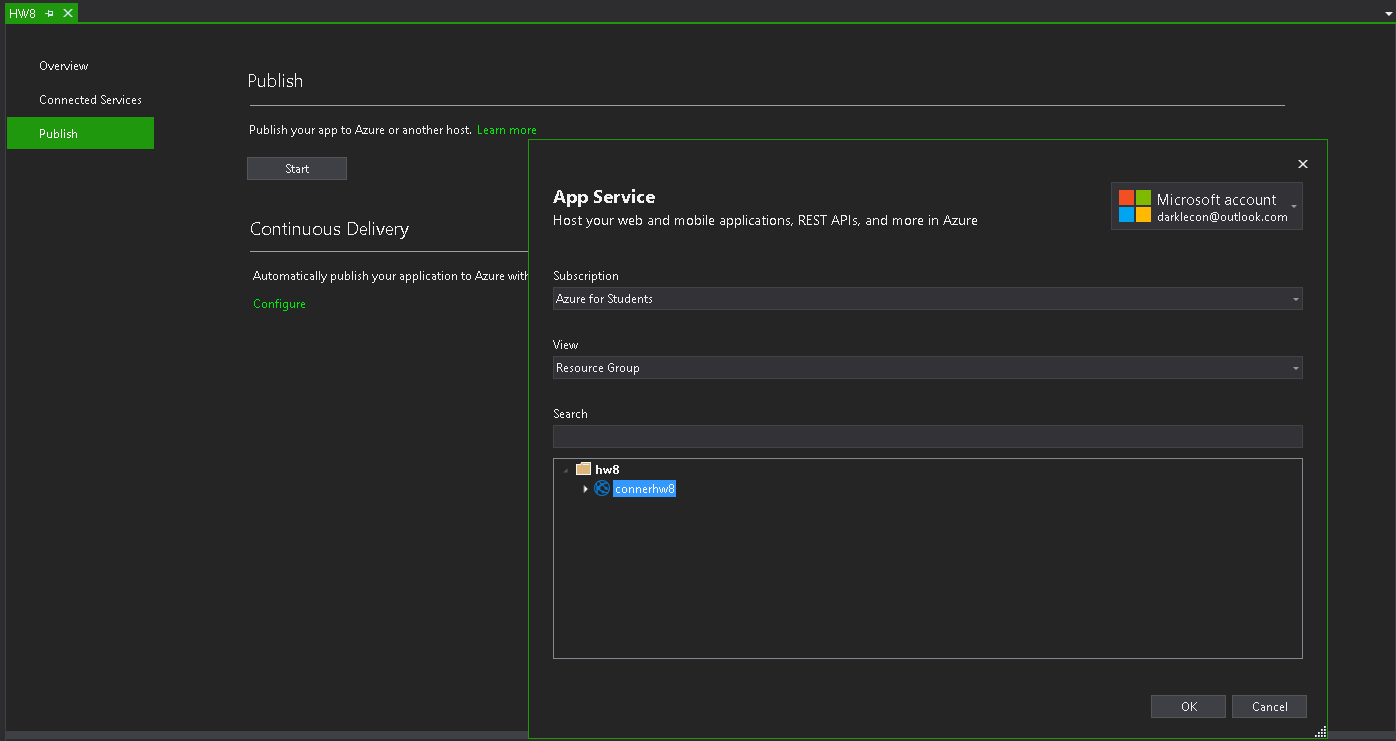 HW8
Overview
Connected Services
Publish
Publish
Publish your app to Azure or another host. Learn more
Start
Continuous Delivery
Automatically publish your application to Azure with
Configure
App Service
Host your web and mobile applications, REST APIs, and more in Azure
Microsoft account
darklecon@outlook.com
Subscription
Azure for Students
View
Resource Group
Search
hw8
connerhw8
OK
Cancel